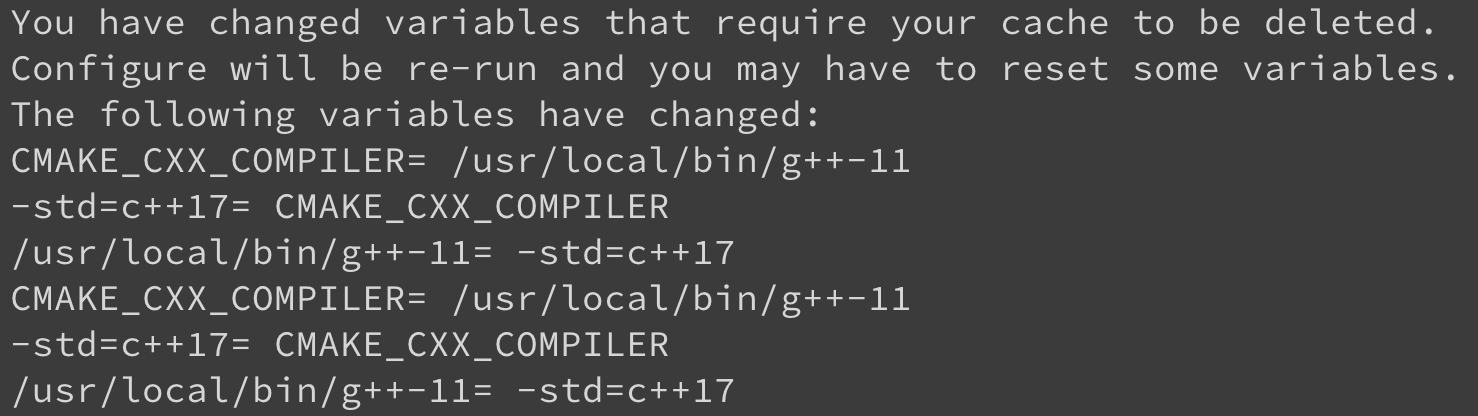 You have changed variables that require your cache to be deleted.
Configure will be re-run and you may have to reset some variables.
The following variables have changed:
CMAKE_CXX_COMPILER= /usr/local/bin/g++-11
-std=c++17= CMAKE_CXX_COMPILER
/usr/local/bin/g++-11= -std=c++17
CMAKE_CXX_COMPILER= /usr/local/bin/g++-11
-std=c++17= CMAKE_CXX_COMPILER
/usr/local/bin/g++-11= -std=c++17